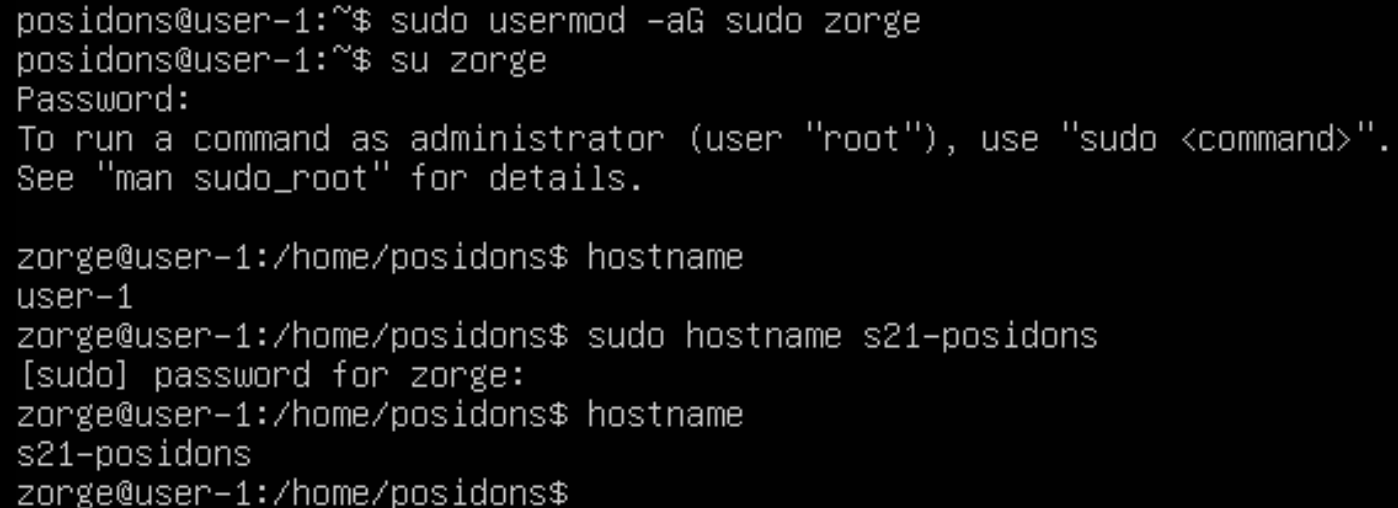 posidons@user-1:~$ sudo usermod -aG sudo zorge
posidons@user-1:~$ su zorge
Password:
To run a command as administrator (user "root"), use "sudo <command>".
See "man sudo_root" for details.

zorge@user-1:/home/posidons$ hostname
user-1
zorge@user-1:/home/posidons$ sudo hostname s21-posidons
[sudo] password for zorge:
zorge@user-1:/home/posidons$ hostname
s21-posidons
zorge@user-1:/home/posidons$